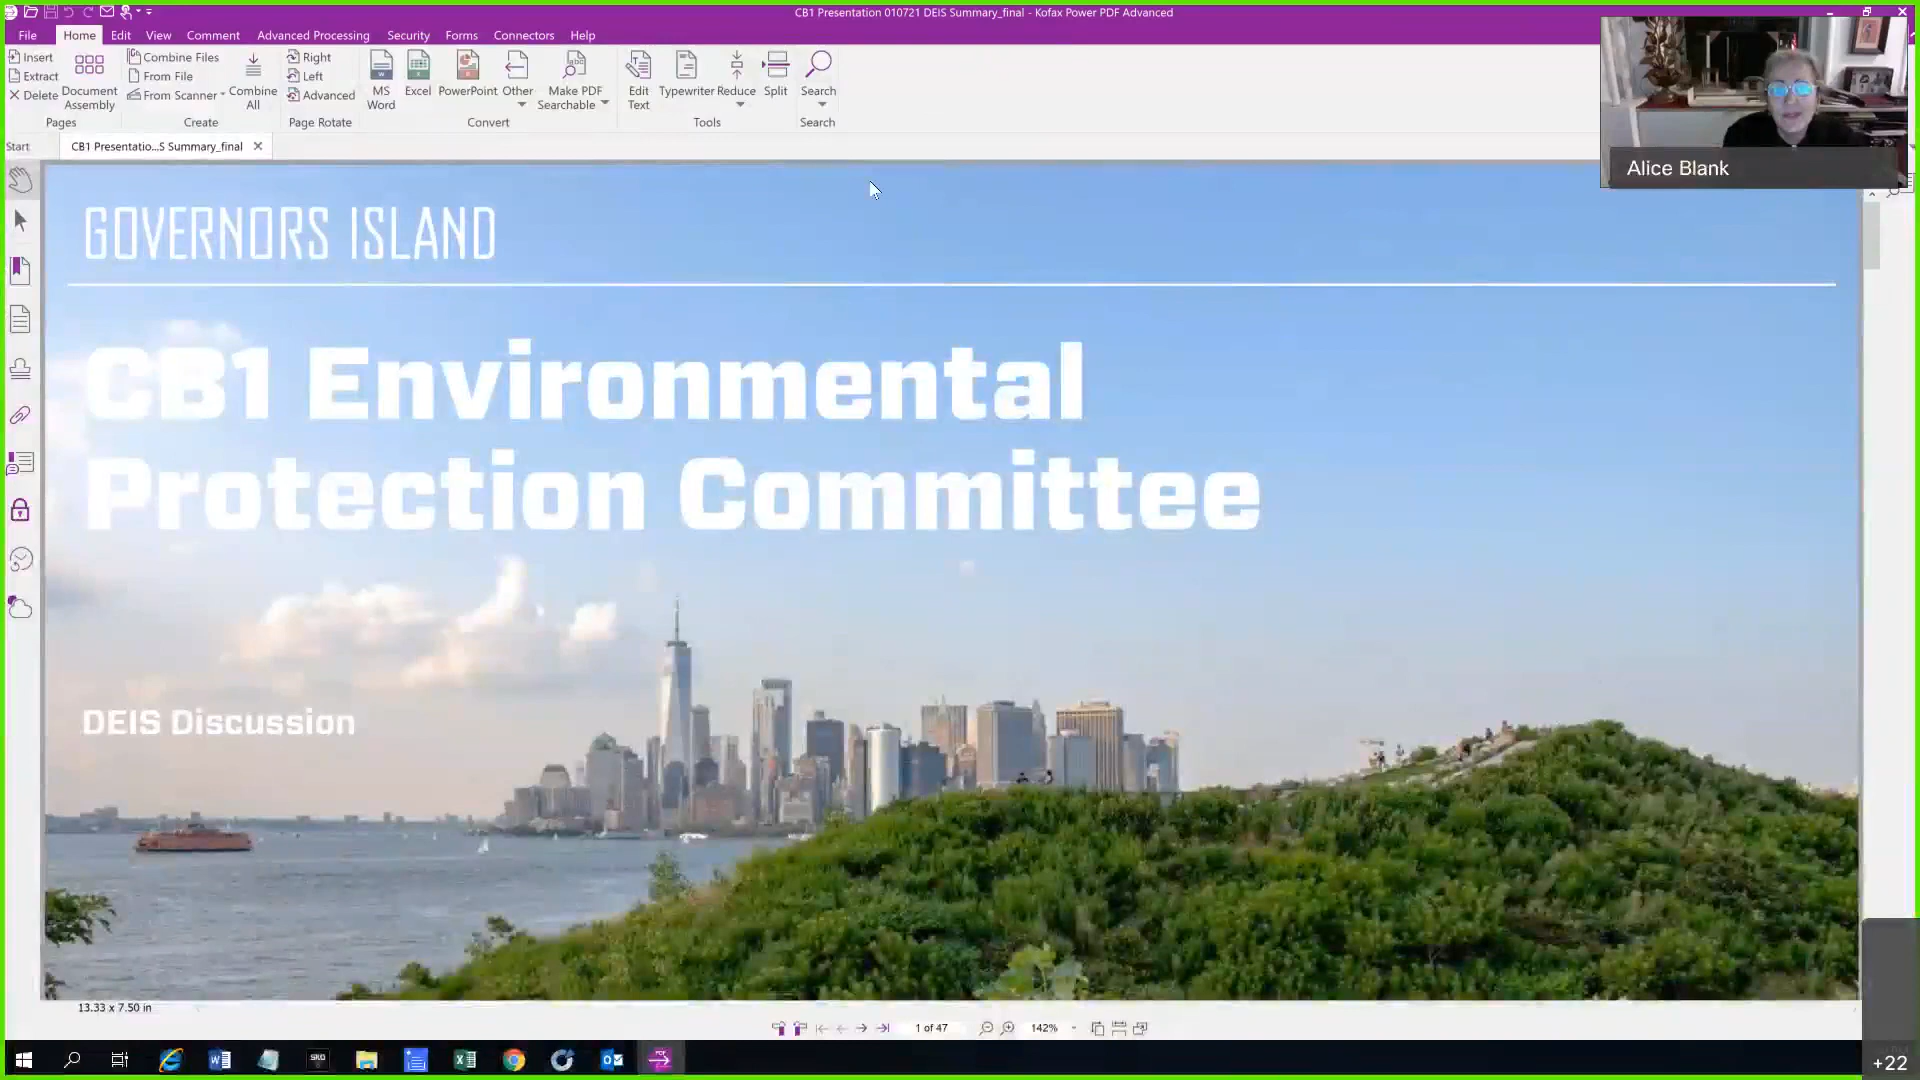 CB1 Presentation 010721 DEIS Summary_final - Kofax Power PDF Advanced
File Home Edit View Comment Advanced Processing Security Forms Connectors Help
Insert
Extract
Delete
Document Assembly
Pages
Combine Files
From File
From Scanner
Combine All
Create
Right
Left
Advanced
Page Rotate
MS Word
Excel
PowerPoint
Other
Make PDF Searchable
Convert
Edit Text
Typewriter
Reduce
Split
Tools
Search
Search
Alice Blank
Start
CB1 Presentatio...S Summary_final
GOVERNORS ISLAND
CB1 Environmental
Protection Committee
DEIS Discussion
13.33 x 7.50 in
1 of 47
142%
+22